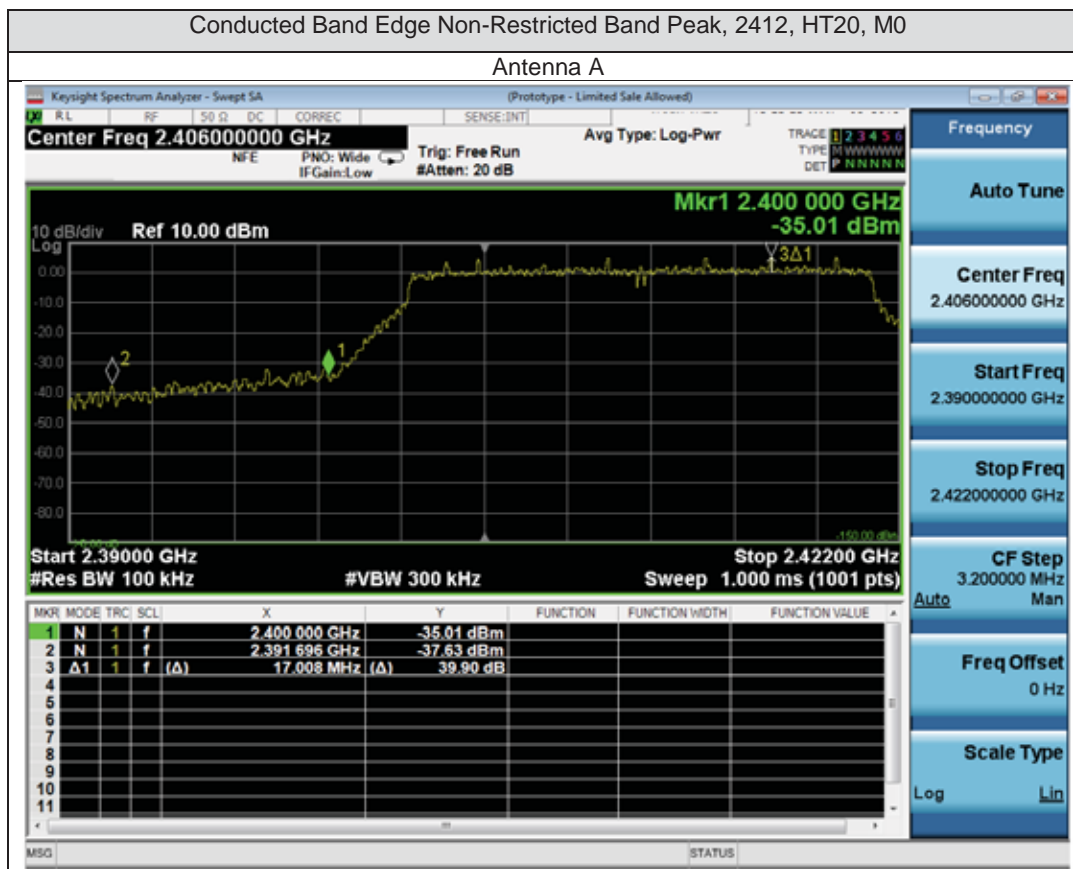 Conducted Band Edge Non-Restricted Band Peak, 2412, HT20, M0
Antenna A
Keysight Spectrum Analyzer - Swept SA (Prototype - Limited Sale Allowed)
RL RF 50 Ω DC CORREC SENSE:INT
Center Freq 2.406000000 GHz Avg Type: Log-Pwr TRACE 1 2 3 4 5 6
NFE PNO: Wide Trig: Free Run TYPE M WWWWW
IFGain:Low #Atten: 20 dB DET P N N N N N
Mkr1 2.400 000 GHz
10 dB/div Ref 10.00 dBm -35.01 dBm
Log
3Δ1
0.00
-10.0
-20.0
1
-30.0
2
-40.0
-50.0
-60.0
-70.0
-80.0
-150.00 dBm
Start 2.39000 GHz Stop 2.42200 GHz
#Res BW 100 kHz #VBW 300 kHz Sweep 1.000 ms (1001 pts)
MKR MODE TRC SCL X Y FUNCTION FUNCTION WIDTH FUNCTION VALUE
1 N 1 f 2.400 000 GHz -35.01 dBm
2 N 1 f 2.391 696 GHz -37.63 dBm
3 Δ1 1 f (Δ) 17.008 MHz (Δ) 39.90 dB
4
5
6
7
8
9
10
11
MSG STATUS
Frequency
Auto Tune
Center Freq
2.406000000 GHz
Start Freq
2.390000000 GHz
Stop Freq
2.422000000 GHz
CF Step
3.200000 MHz
Auto Man
Freq Offset
0 Hz
Scale Type
Log Lin